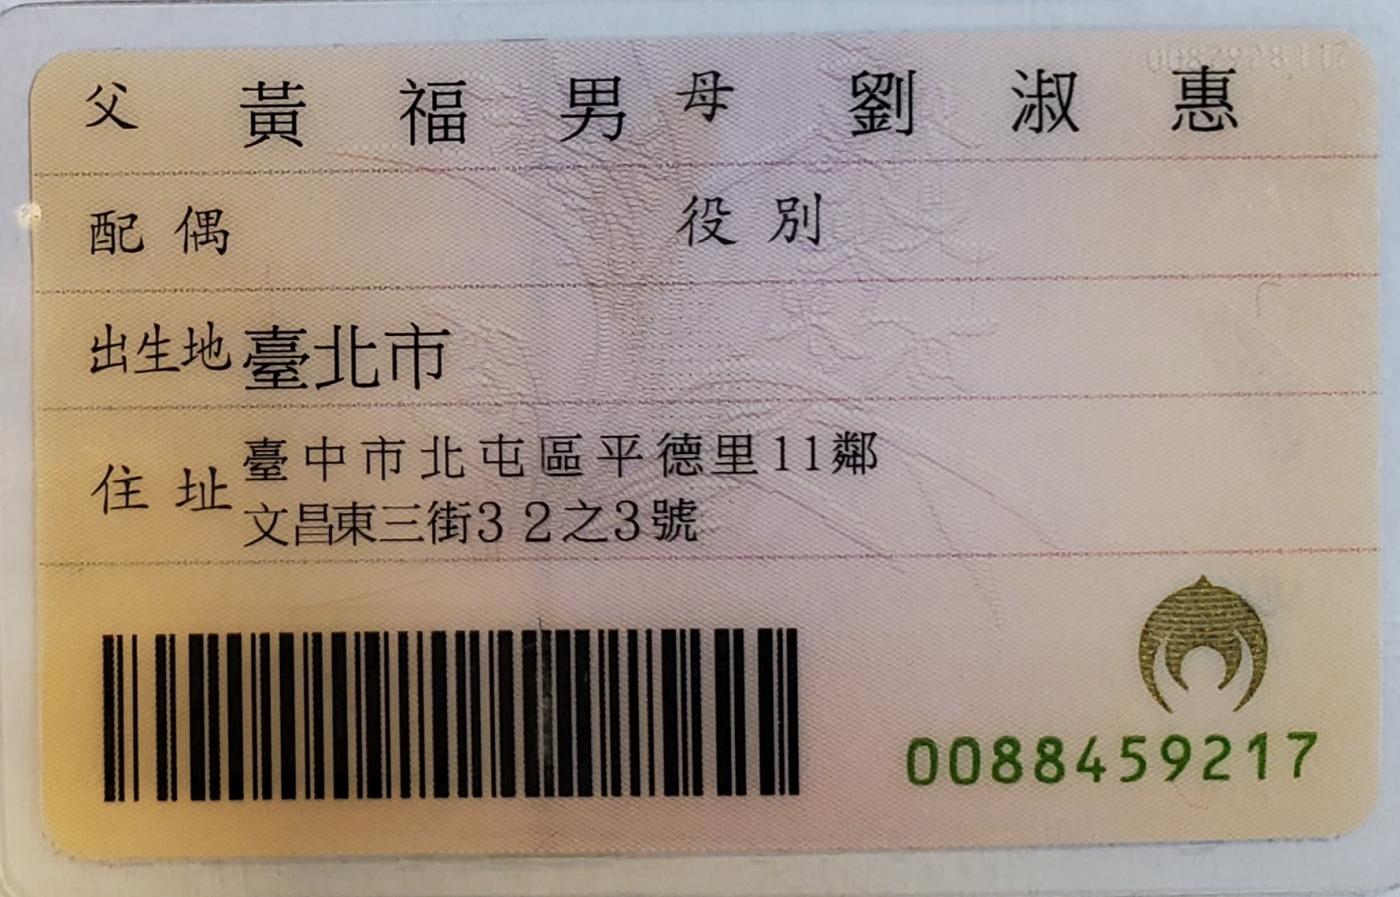 父 黃福男 母 劉淑惠
配偶 役別
出生地 臺北市
住址 臺中市北屯區平德里11鄰
文昌東三街32之3號
0088459217